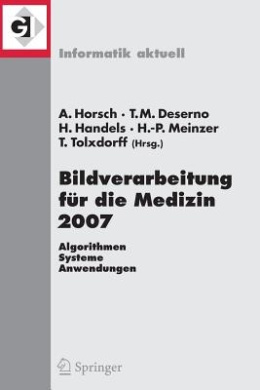 GI
Informatik aktuell
A. Horsch · T. M. Deserno
H. Handels · H.-P. Meinzer
T. Tolxdorff (Hrsg.)
Bildverarbeitung
für die Medizin
2007
Algorithmen
Systeme
Anwendungen
Springer